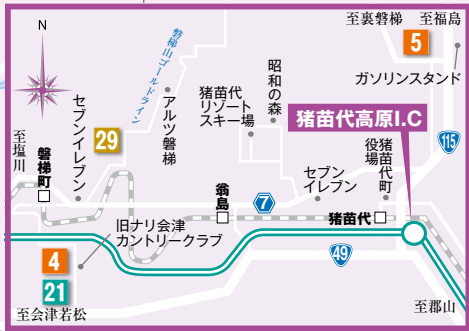 至裏磐梯
至福島
5
N
磐梯山ゴールドライン
ガソリンスタンド
昭和の森
猪苗代
リゾート
スキー場
アルツ磐梯
猪苗代高原I.C
115
セブンイレブン
29
至塩川
磐梯町
猪苗代町
役場
セブン
イレブン
翁島
7
猪苗代
旧ナリ会津
カントリークラブ
4
49
21
至会津若松
至郡山